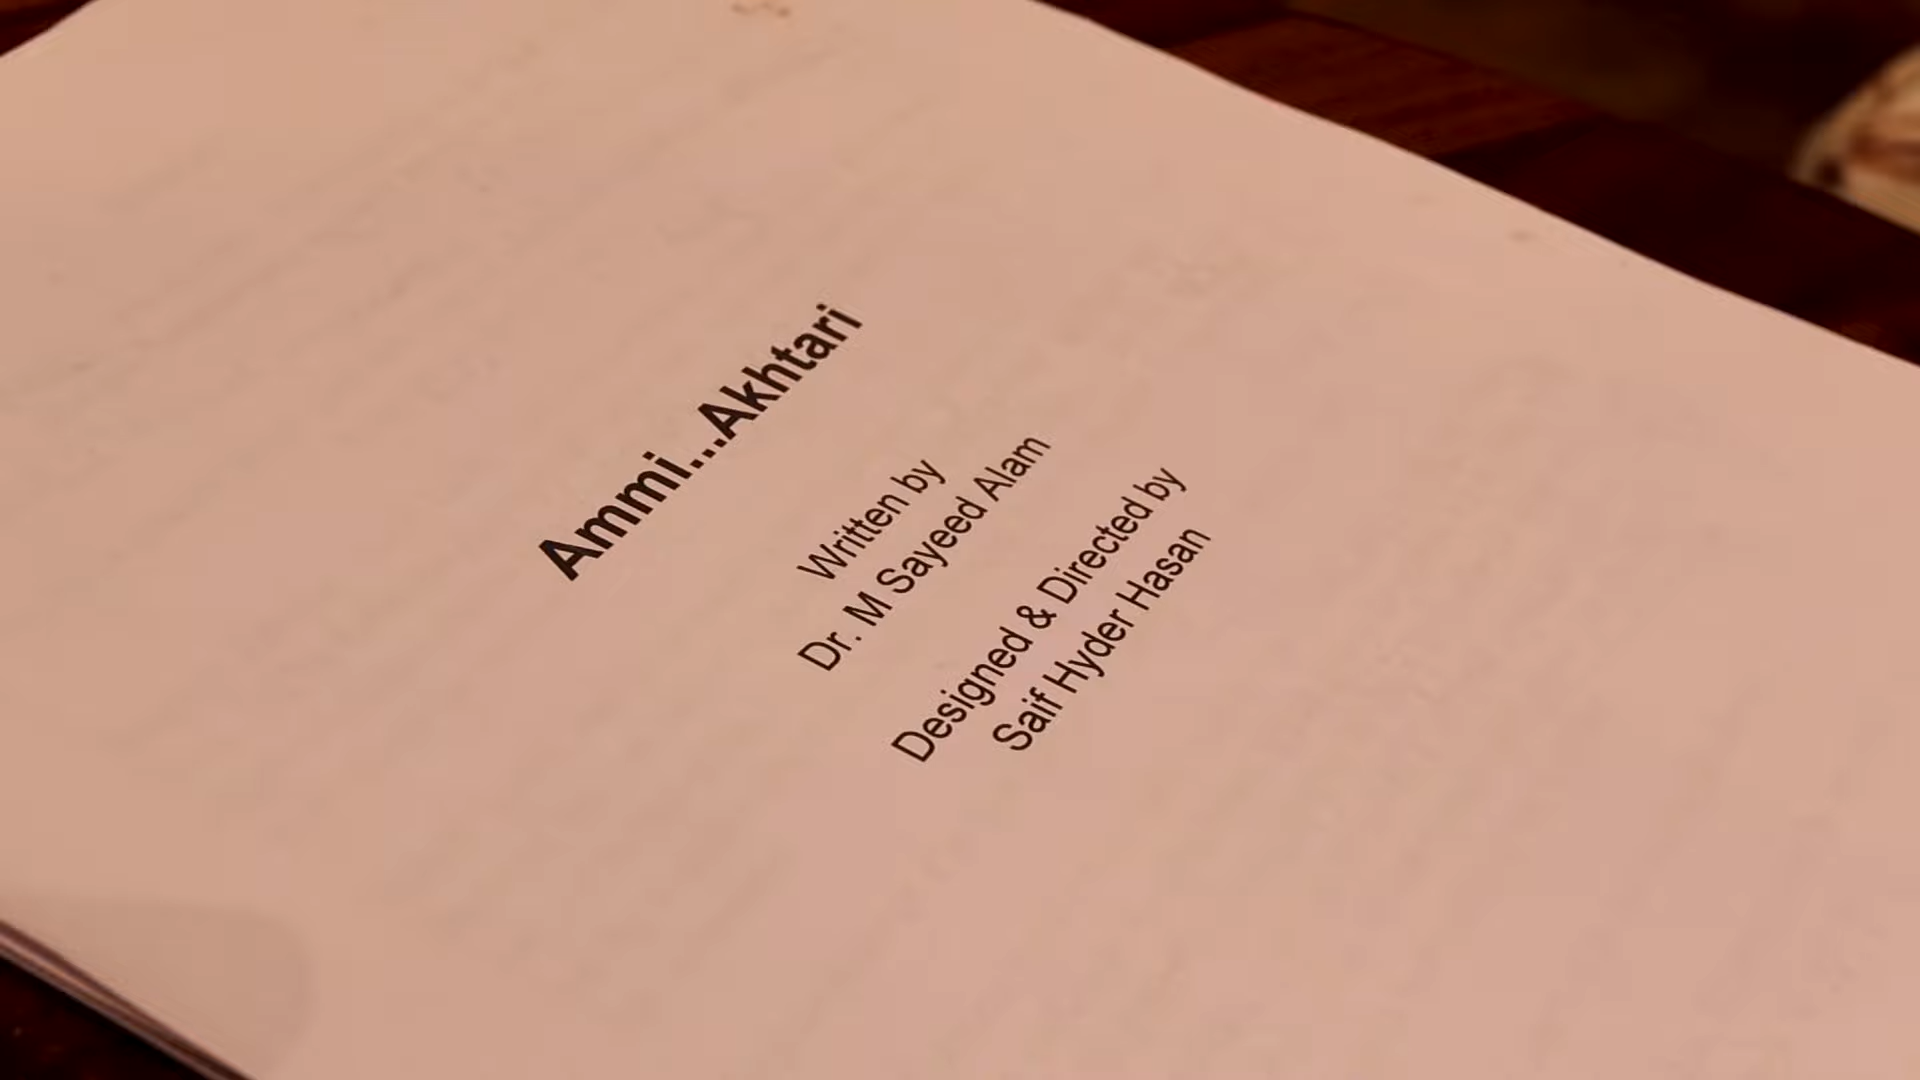 Ammi...Akhtari
Written by
Dr. M Sayeed Alam
Designed & Directed by
Saif Hyder Hasan